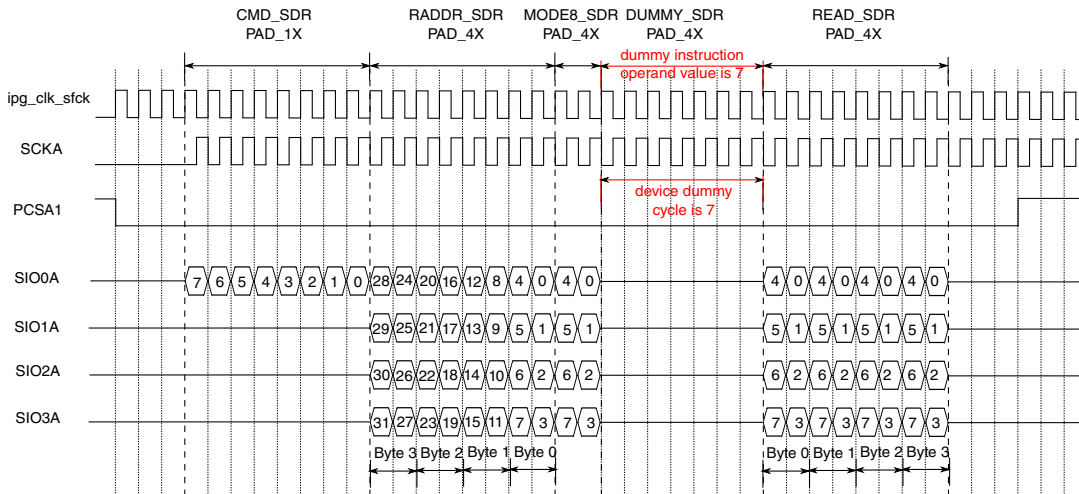 CMD_SDR RADDR_SDR MODE8_SDR DUMMY_SDR READ_SDR
PAD_1X PAD_4X PAD_4X PAD_4X PAD_4X
dummy instruction
operand value is 7
ipg_clk_sfck
SCKA
device dummy
cycle is 7
PCSA1
SIO0A 7 6 5 4 3 2 1 0 28 24 20 16 12 8 4 0 4 0 4 0 4 0 4 0 4 0
SIO1A 29 25 21 17 13 9 5 1 5 1 5 1 5 1 5 1 5 1
SIO2A 30 26 22 18 14 10 6 2 6 2 6 2 6 2 6 2 6 2
SIO3A 31 27 23 19 15 11 7 3 7 3 7 3 7 3 7 3 7 3
Byte 3 Byte 2 Byte 1 Byte 0 Byte 0 Byte 1 Byte 2 Byte 3